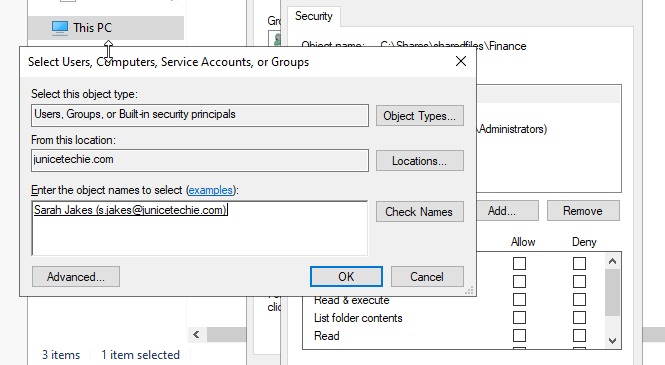 This PC
Gr
Security
Object name: C:\Shares\sharedfiles\Finance
Select Users, Computers, Service Accounts, or Groups
Select this object type:
Users, Groups, or Built-in security principals
Object Types...
From this location:
junicetechie.com
Locations...
Enter the object names to select (examples):
Sarah Jakes (s.jakes@junicetechie.com)
Check Names
Advanced...
OK
Cancel
\Administrators)
Add...
Remove
Allow
Deny
Read & execute
List folder contents
Read
clic
3 items
1 item selected